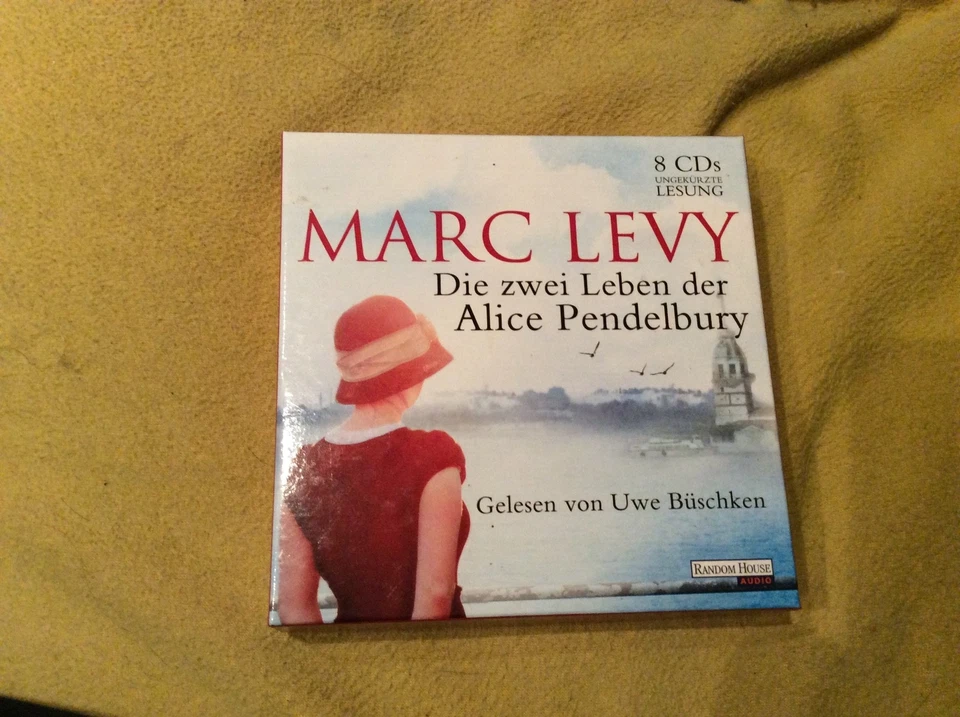 8 CDs
UNGEKÜRZTE
LESUNG
MARC LEVY
Die zwei Leben der
Alice Pendelbury
Gelesen von Uwe Büschken
RANDOM HOUSE
AUDIO